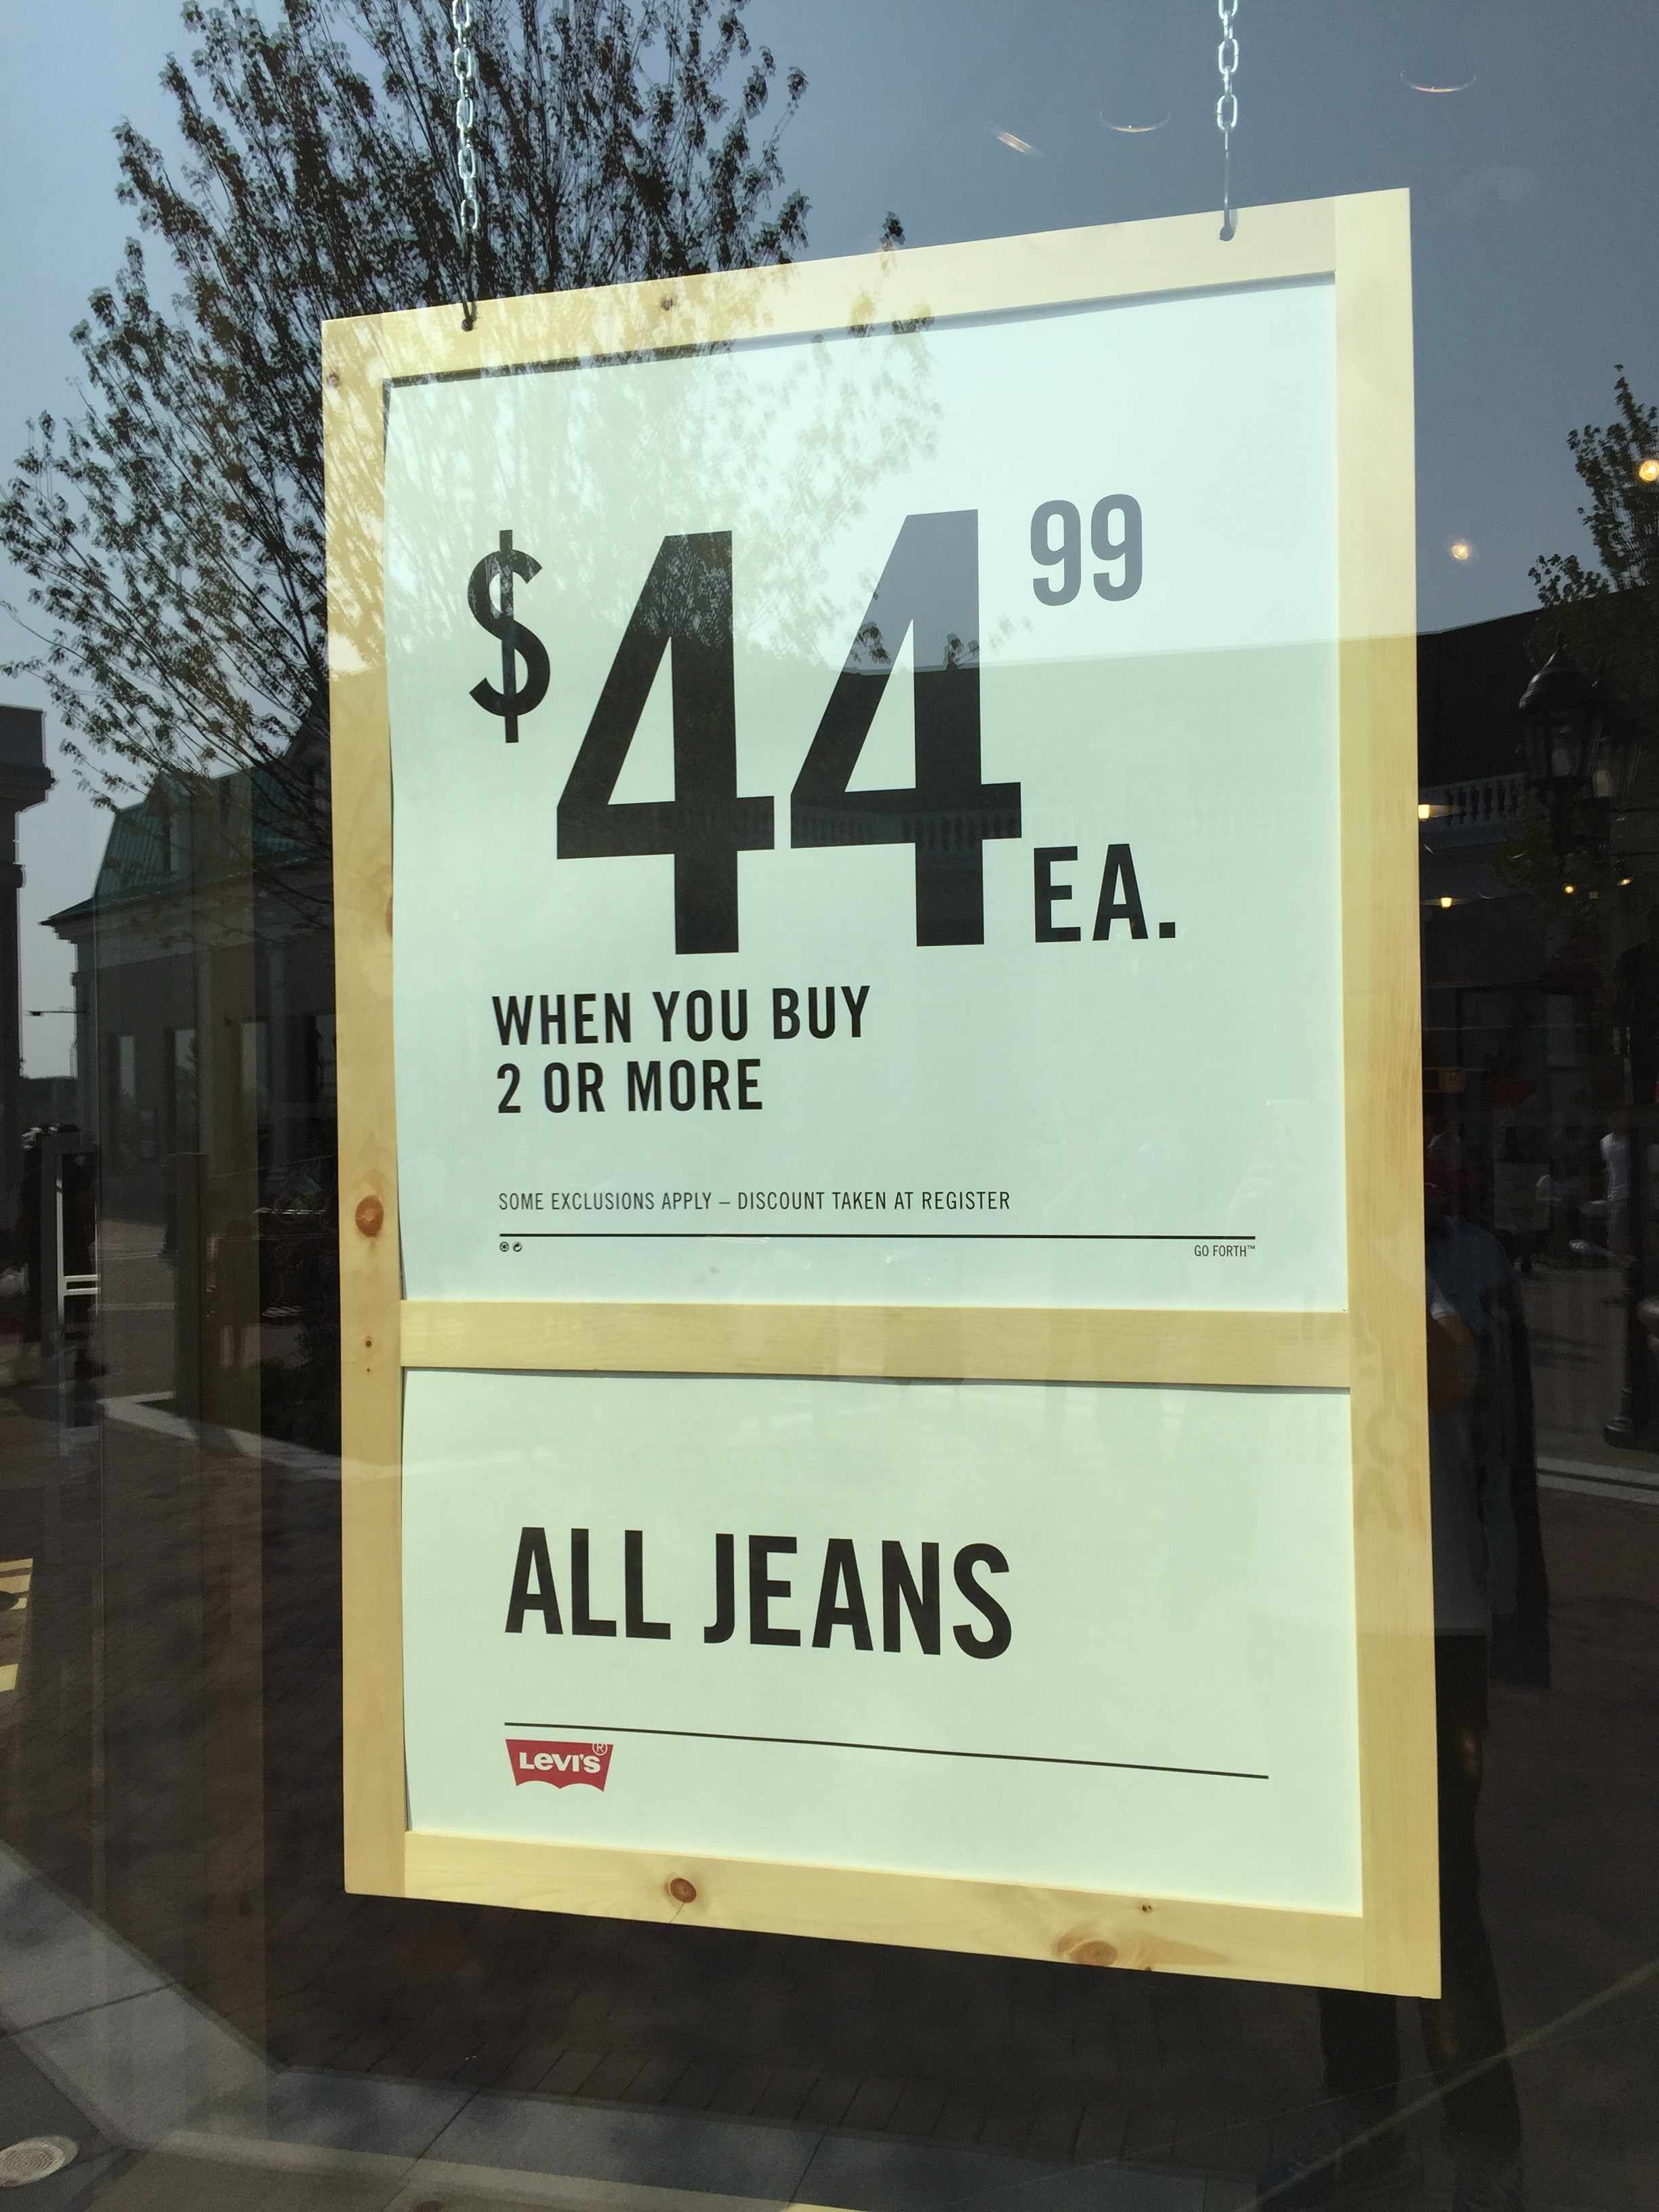 $44 99 EA.
WHEN YOU BUY
2 OR MORE
SOME EXCLUSIONS APPLY – DISCOUNT TAKEN AT REGISTER
GO FORTH™
ALL JEANS
LEVI'S®